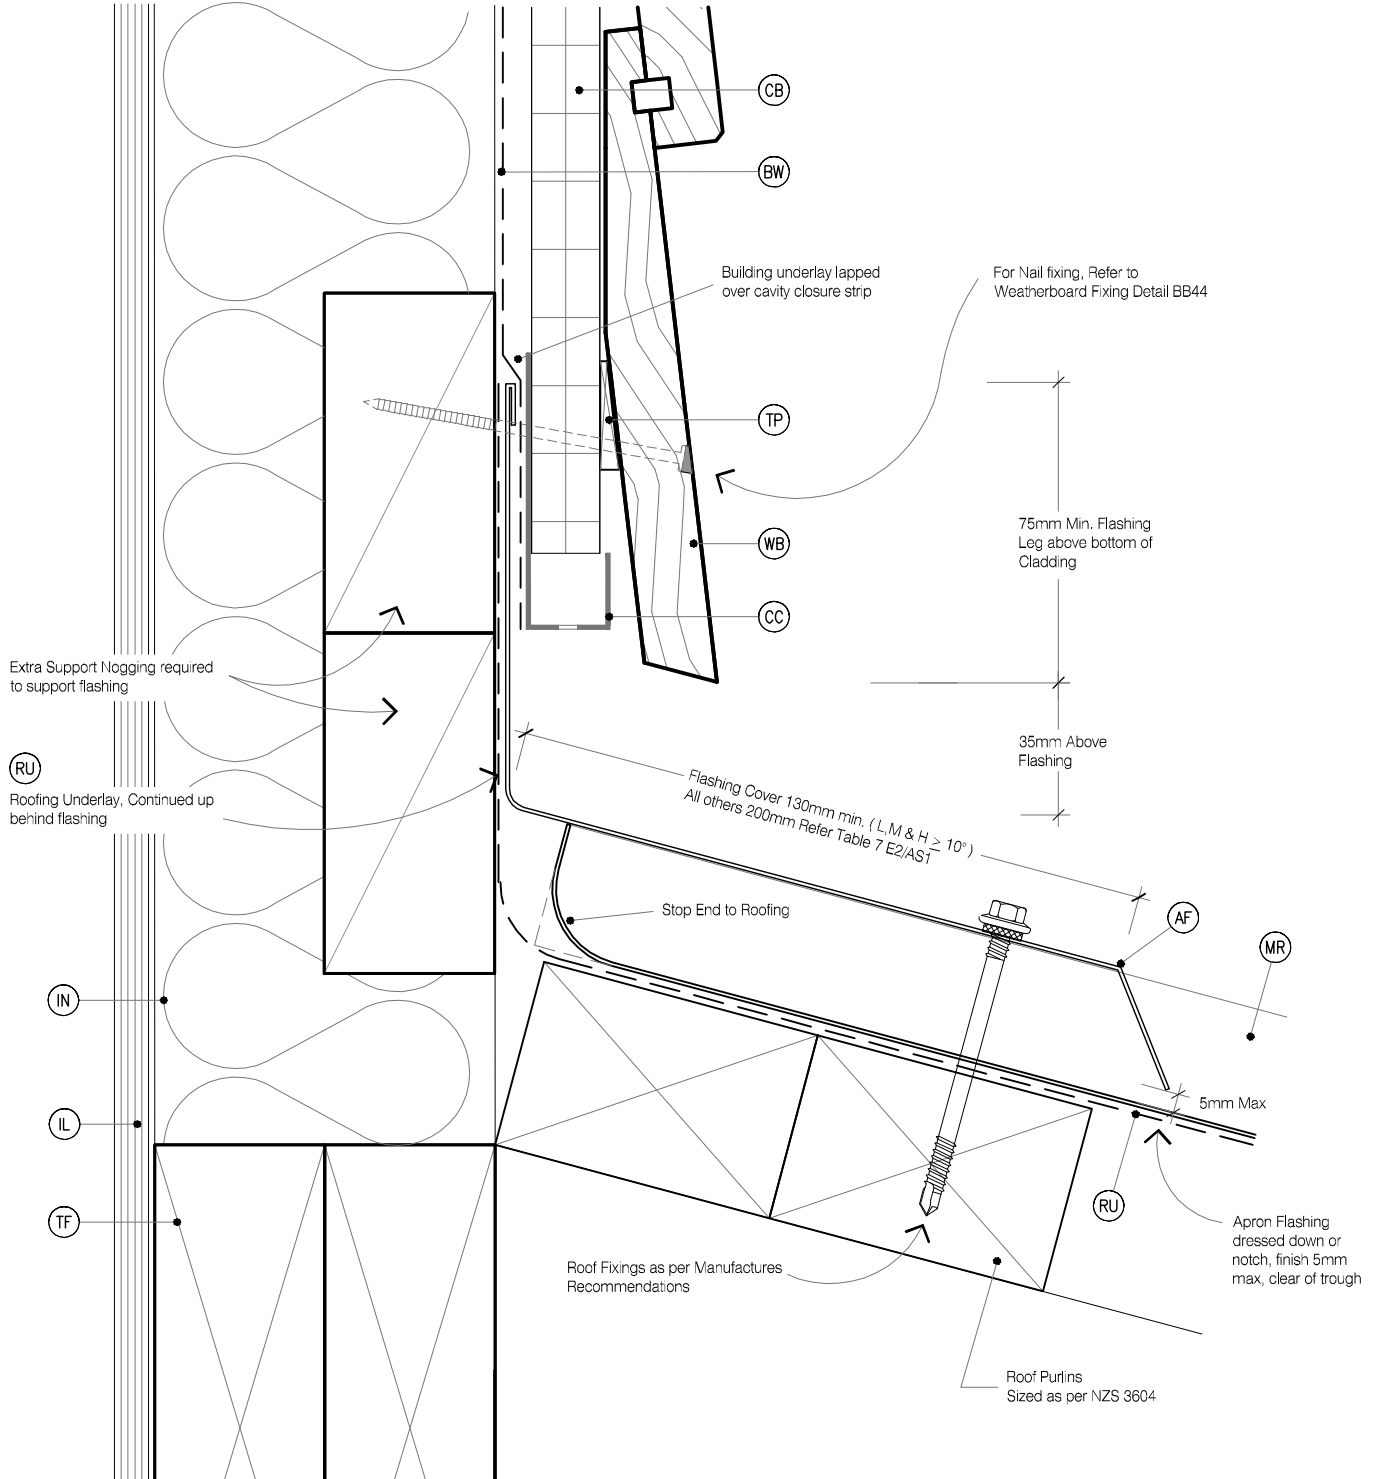 CB
BW
Building underlay lapped
over cavity closure strip
For Nail fixing, Refer to
Weatherboard Fixing Detail BB44
TP
75mm Min. Flashing
Leg above bottom of
Cladding
WB
CC
Extra Support Nogging required
to support flashing
35mm Above
Flashing
RU
Roofing Underlay, Continued up
behind flashing
Flashing Cover 130mm min. ( L,M & H ≥ 10° )
All others 200mm Refer Table 7 E2/AS1
Stop End to Roofing
AF
MR
IN
5mm Max
IL
RU
TF
Apron Flashing
dressed down or
notch, finish 5mm
max, clear of trough
Roof Fixings as per Manufactures
Recommendations
Roof Purlins
Sized as per NZS 3604